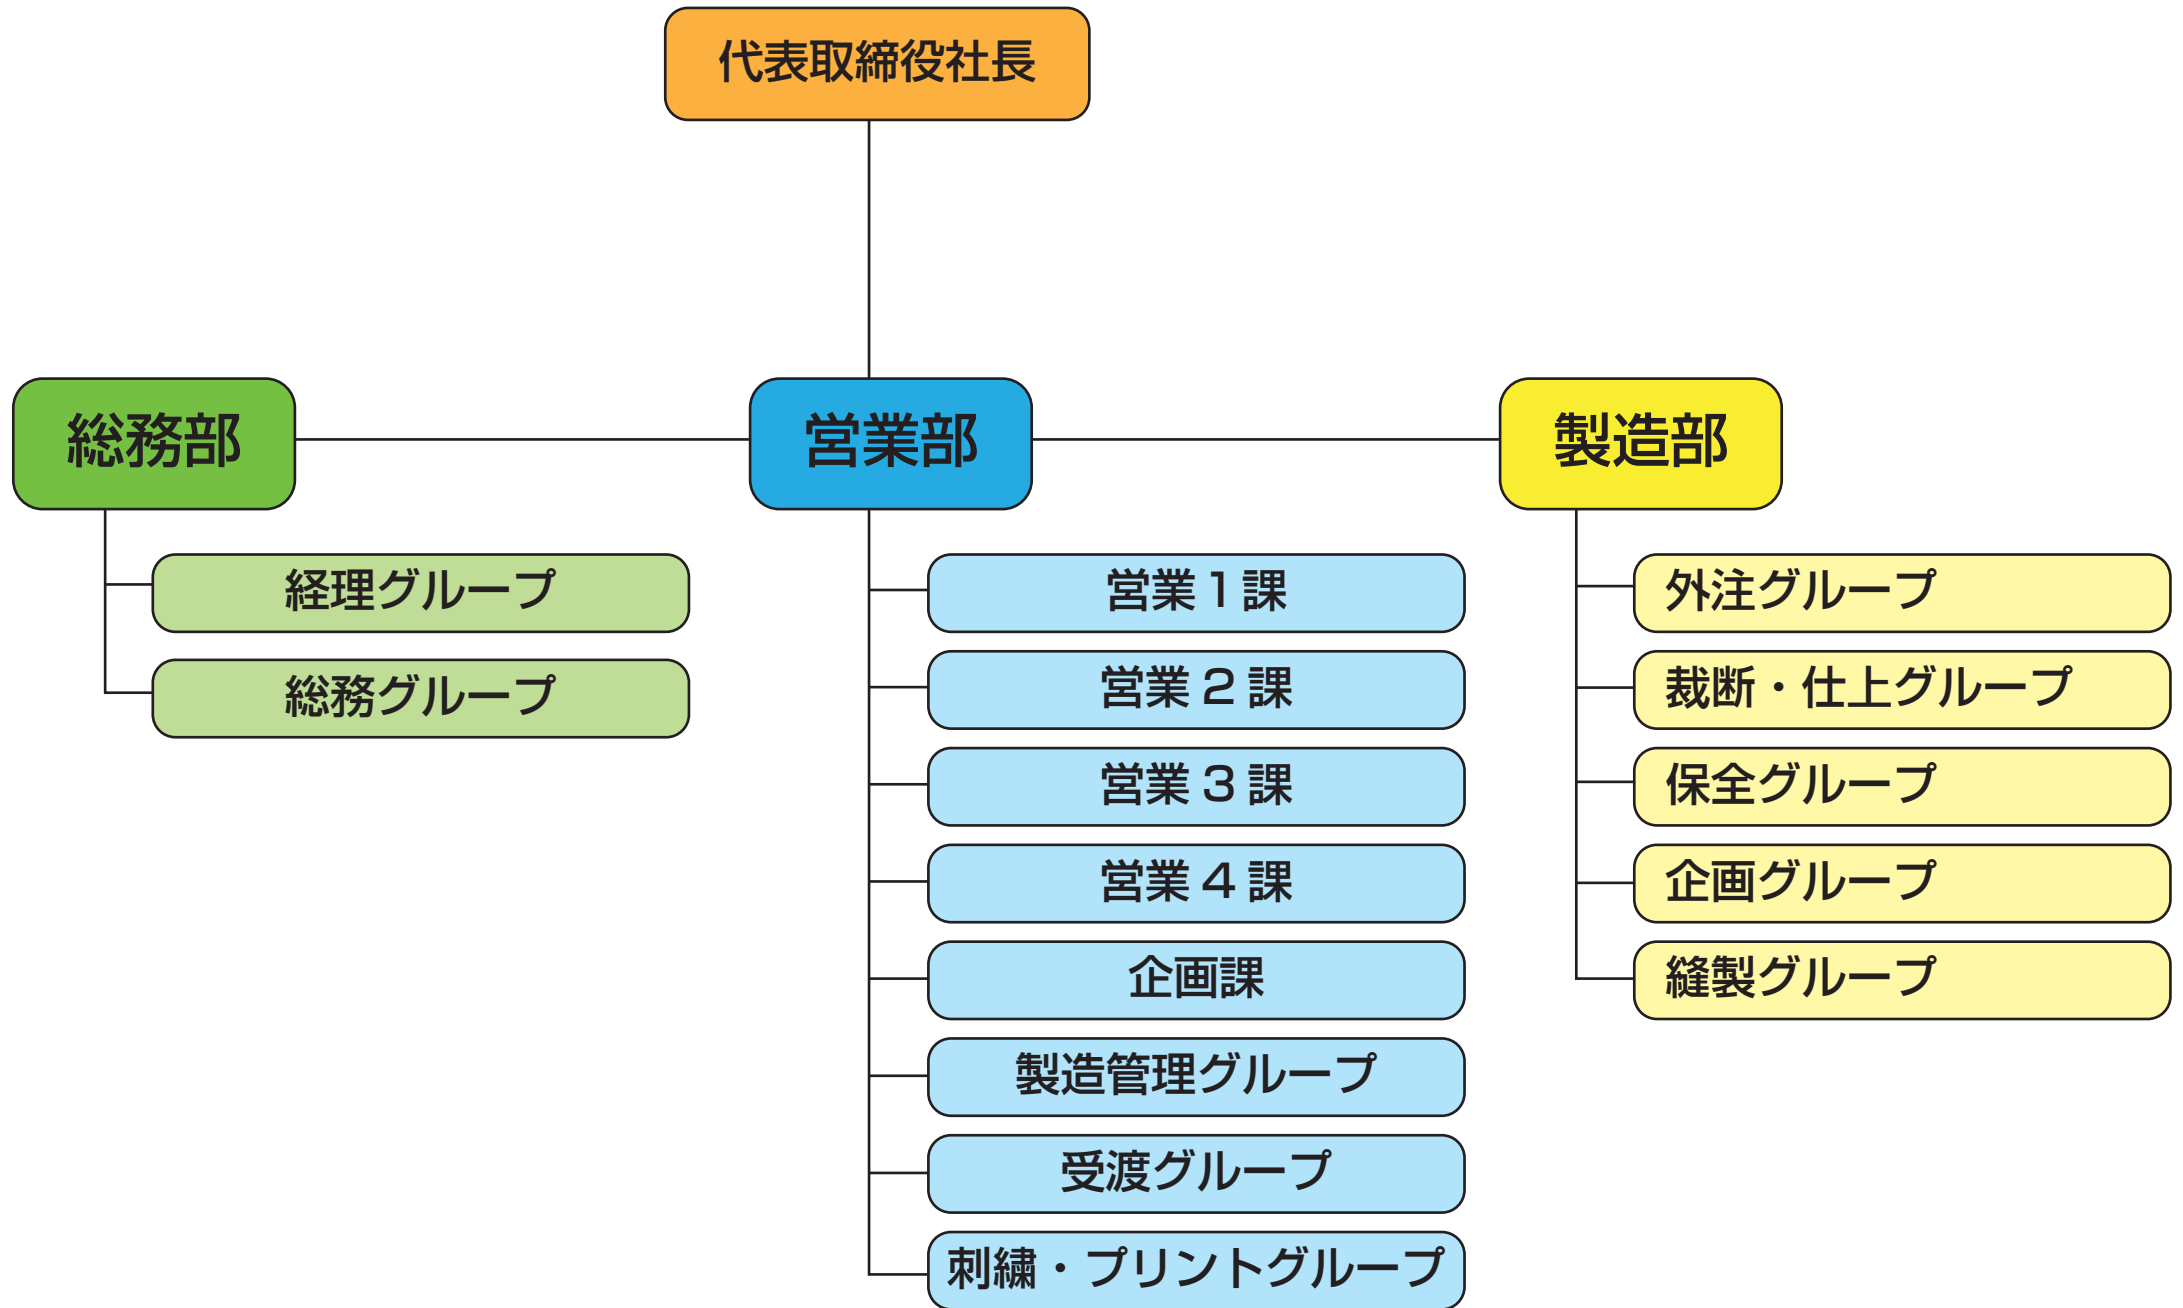 代表取締役社長
総務部
営業部
製造部
経理グループ
総務グループ
営業1課
営業2課
営業3課
営業4課
企画課
製造管理グループ
受渡グループ
刺繍・プリントグループ
外注グループ
裁断・仕上グループ
保全グループ
企画グループ
縫製グループ